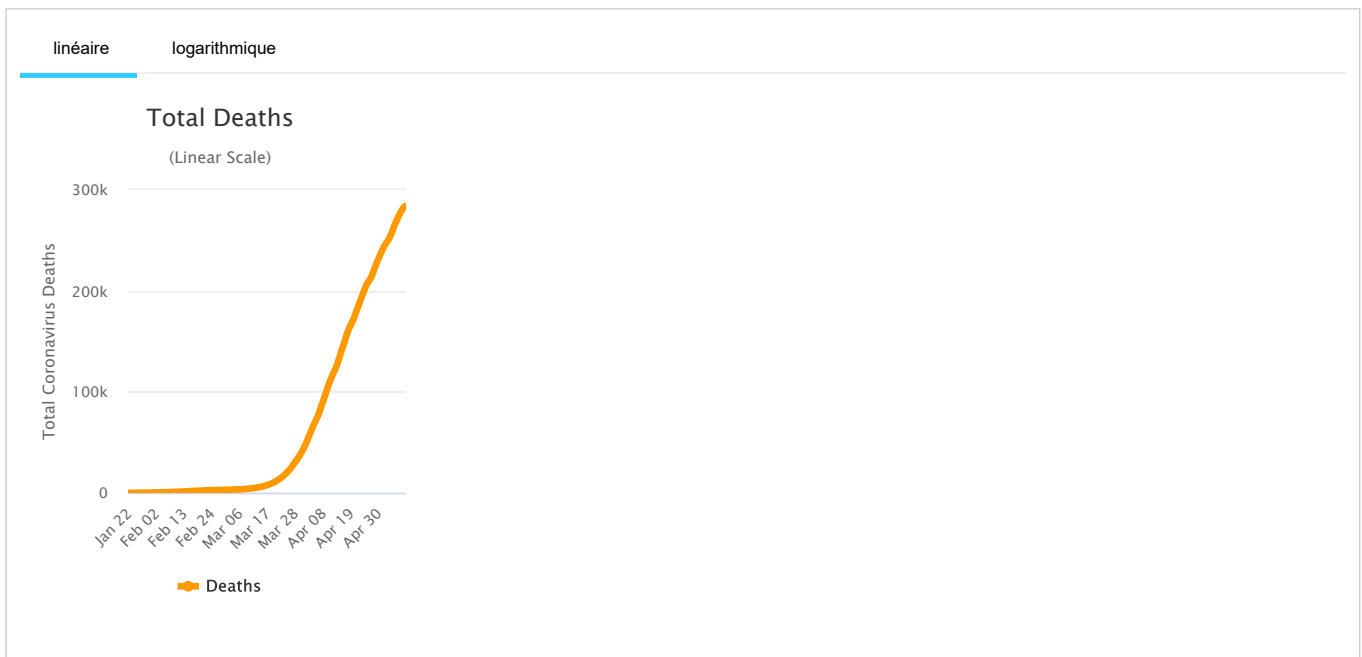 linéaire logarithmique
Total Deaths
(Linear Scale)
Total Coronavirus Deaths
300k
200k
100k
0
Jan 22 Feb 02 Feb 13 Feb 24 Mar 06 Mar 17 Mar 28 Apr 08 Apr 19 Apr 30
Deaths